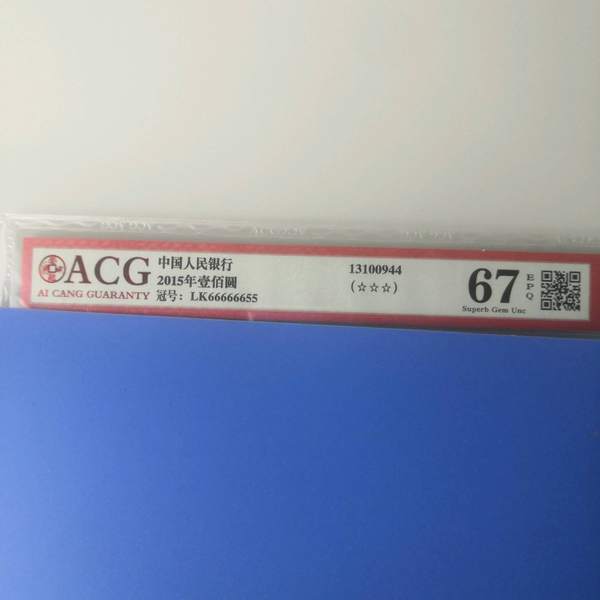 ACG
AI CANG GUARANTY
中国人民银行
2015年壹佰圓
冠号: LK66666655
13100944
(☆☆☆)
67
EPQ
Superb Gem Unc